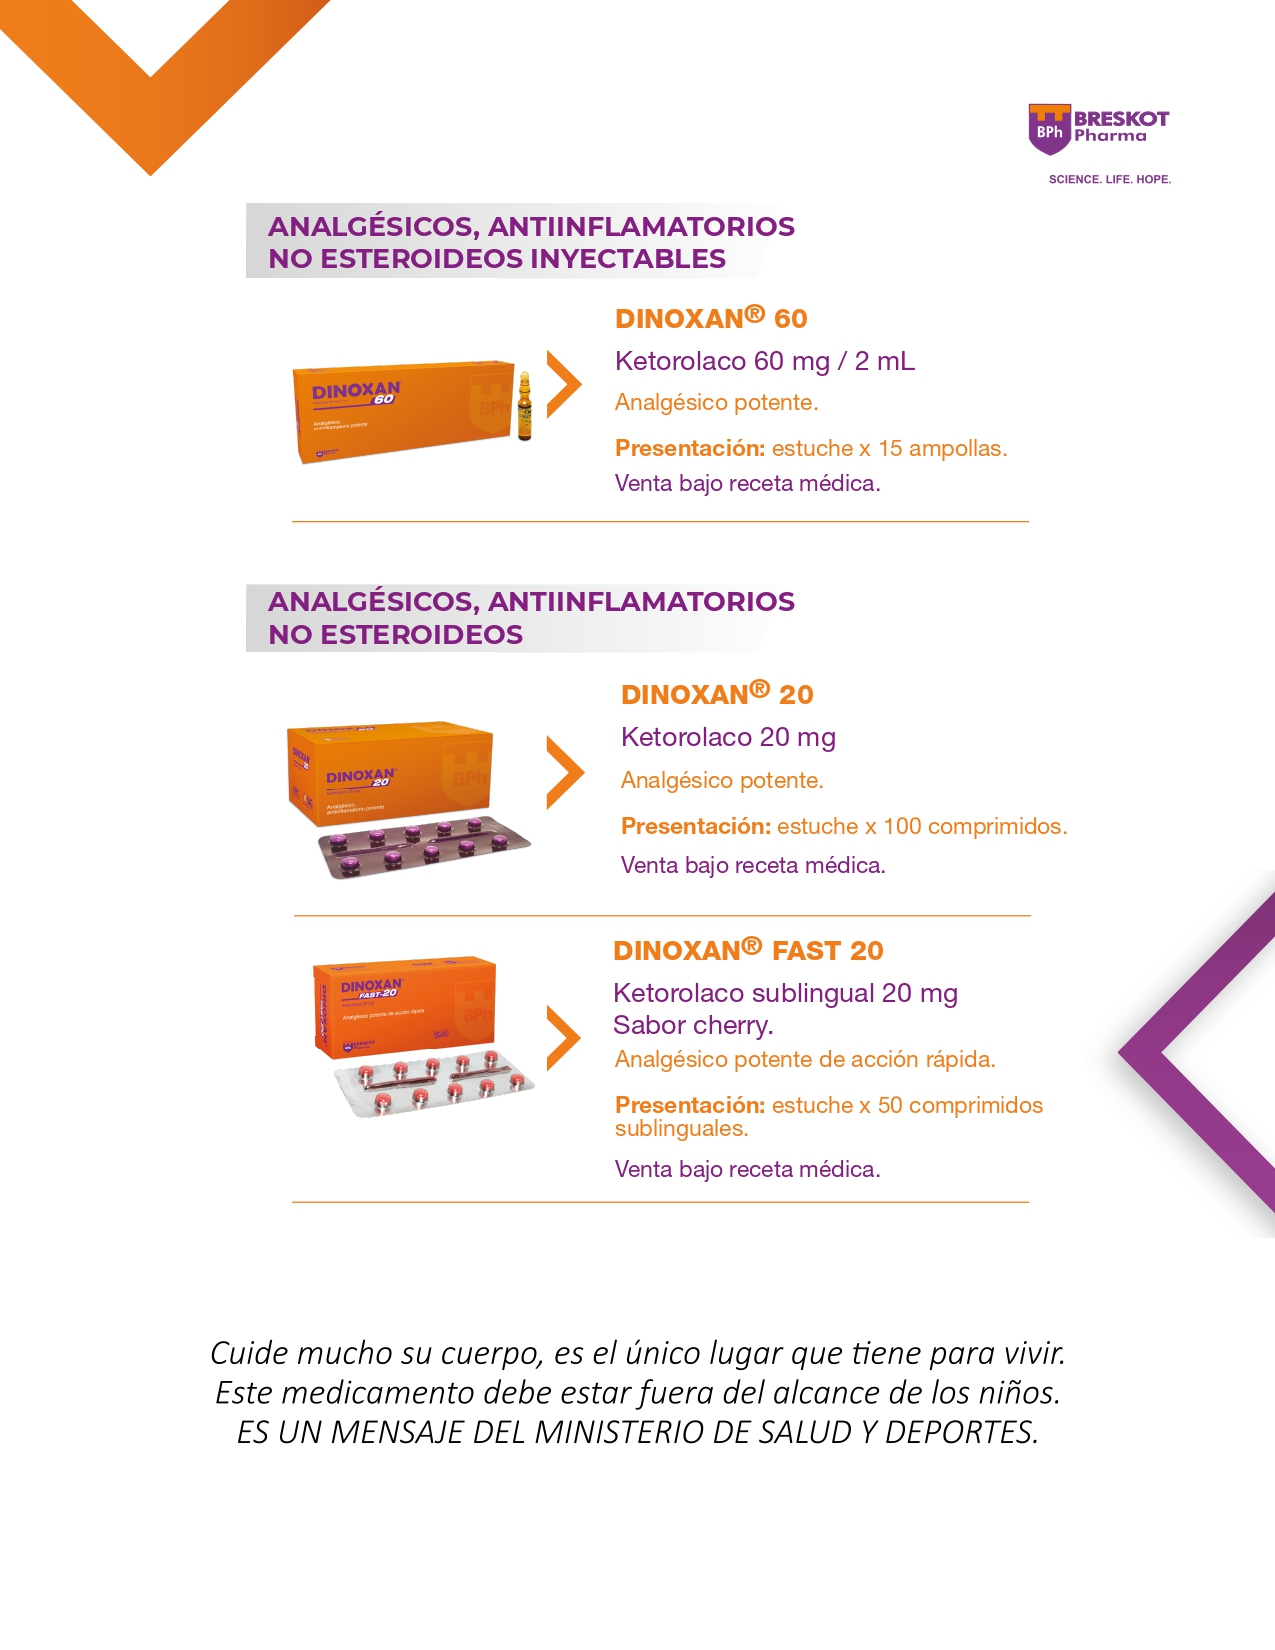 BPh
BRESKOT
Pharma
SCIENCE. LIFE. HOPE.
ANALGÉSICOS, ANTIINFLAMATORIOS
NO ESTEROIDEOS INYECTABLES
DINOXAN® 60
Ketorolaco 60 mg / 2 mL
Analgésico potente.
Presentación: estuche x 15 ampollas.
Venta bajo receta médica.
DINOXAN
60
Analgésico,
antiinflamatorio potente
BPh
ANALGÉSICOS, ANTIINFLAMATORIOS
NO ESTEROIDEOS
DINOXAN® 20
Ketorolaco 20 mg
Analgésico potente.
Presentación: estuche x 100 comprimidos.
Venta bajo receta médica.
DINOXAN
20
Analgésico,
antiinflamatorio potente
BPh
DINOXAN® FAST 20
Ketorolaco sublingual 20 mg
Sabor cherry.
Analgésico potente de acción rápida.
Presentación: estuche x 50 comprimidos
sublinguales.
Venta bajo receta médica.
DINOXAN
FAST-20
Analgésico potente de acción rápida
BPh
Cuide mucho su cuerpo, es el único lugar que tiene para vivir.
Este medicamento debe estar fuera del alcance de los niños.
ES UN MENSAJE DEL MINISTERIO DE SALUD Y DEPORTES.